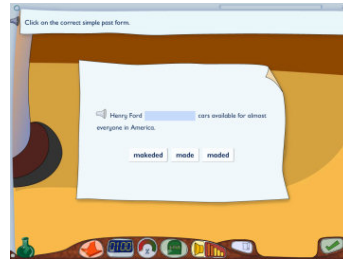 Click on the correct simple past form.
Henry Ford cars available for almost
everyone in America.
makeded made maded